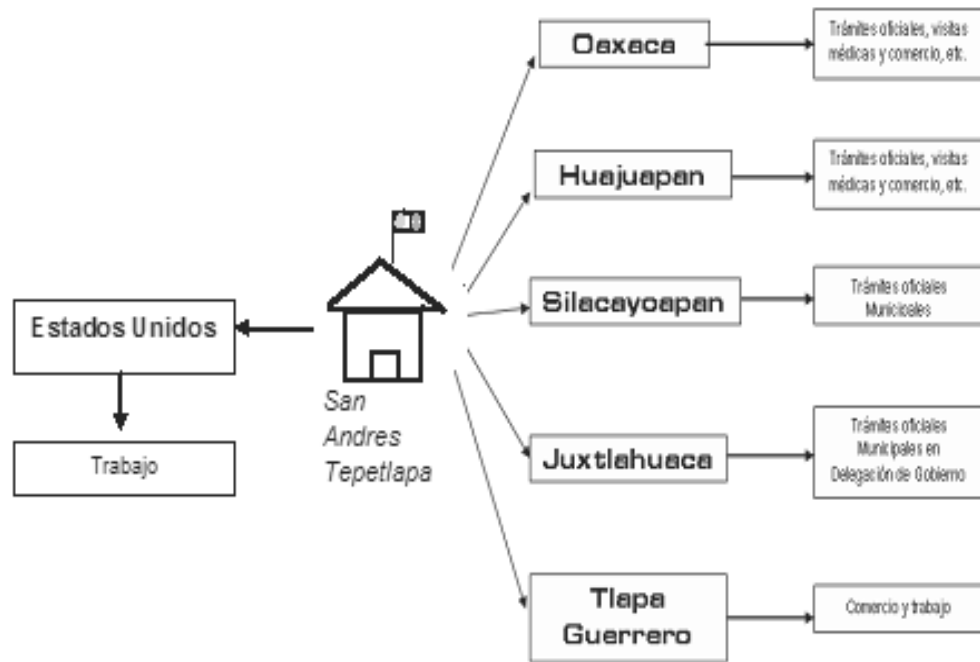 Oaxaca
Trámites oficiales, visitas
médicas y comercio, etc.
Huajuapan
Trámites oficiales, visitas
médicas y comercio, etc.
Silacayoapan
Trámites oficiales
Municipales
Estados Unidos
Trabajo
San
Andres
Tepetlapa
Juxtlahuaca
Trámites oficiales
Municipales en
Delegación de Gobierno
Tlapa
Guerrero
Comercio y trabajo